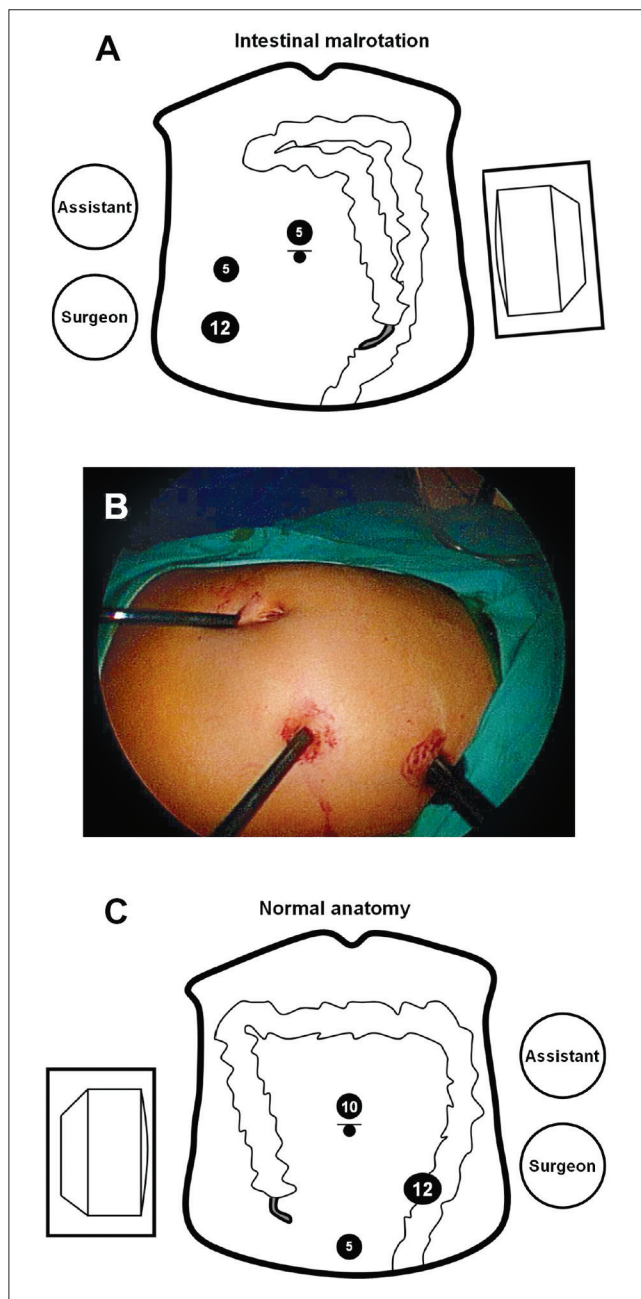 A
Intestinal malrotation
Assistant
5
5
Surgeon
12
B
C
Normal anatomy
Assistant
10
Surgeon
12
5